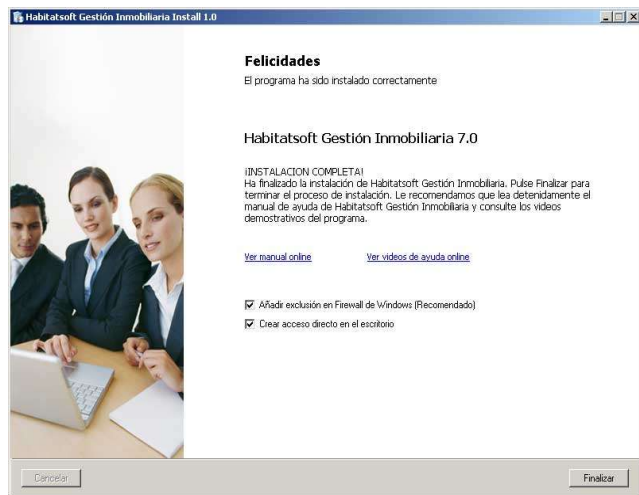 Habitatsoft Gestión Inmobiliaria Install 1.0
Felicidades
El programa ha sido instalado correctamente
Habitatsoft Gestión Inmobiliaria 7.0
¡INSTALACION COMPLETA!
Ha finalizado la instalación de Habitatsoft Gestión Inmobiliaria. Pulse Finalizar para
terminar el proceso de instalación. Le recomendamos que lea detenidamente el
manual de ayuda de Habitatsoft Gestión Inmobiliaria y consulte los videos
demostrativos del programa.
Ver manual online Ver videos de ayuda online
Añadir exclusión en Firewall de Windows (Recomendado)
Crear acceso directo en el escritorio
Cancelar Finalizar